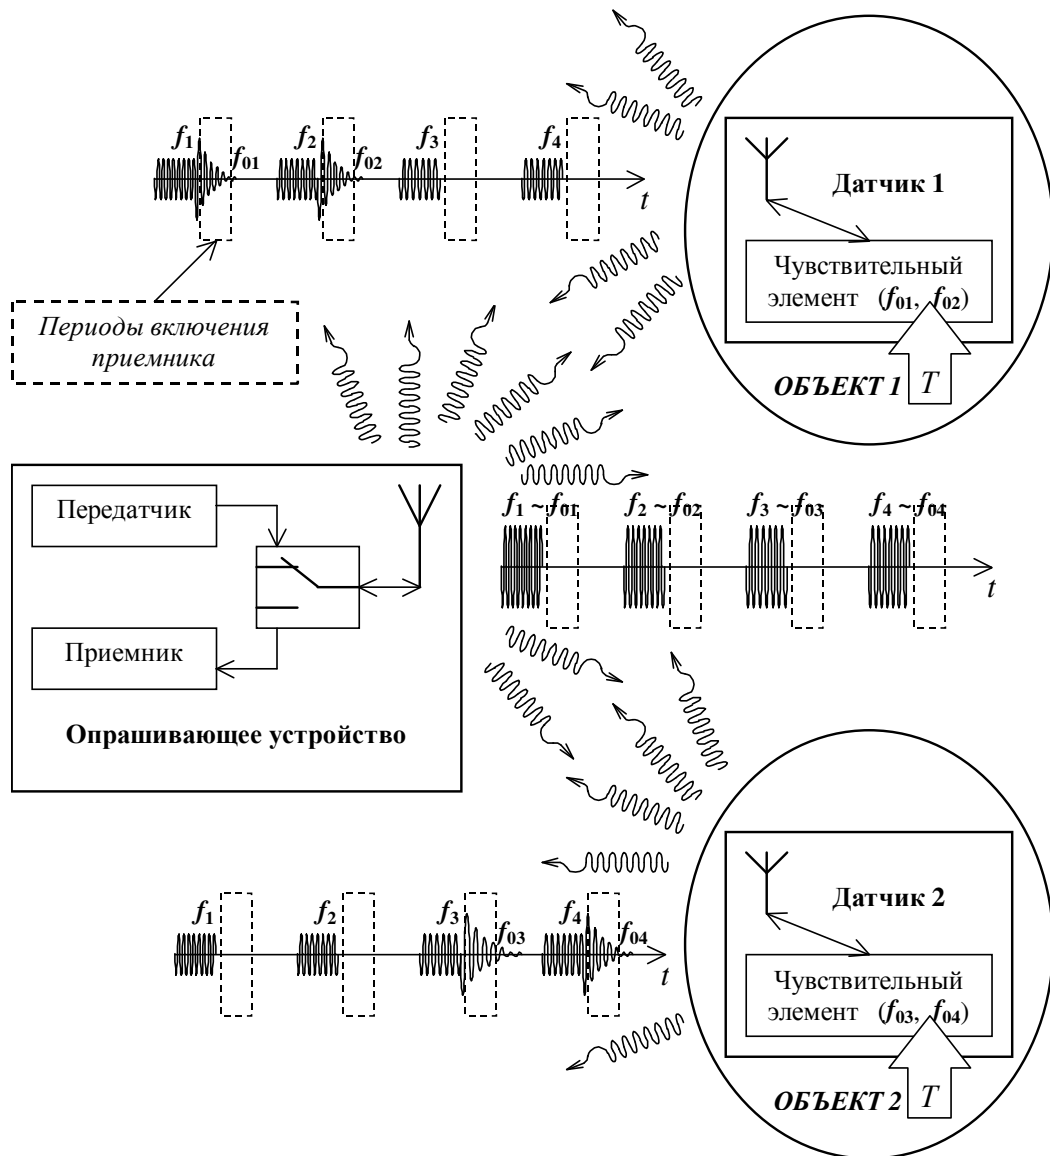 f1 f01 f2 f02 f3 f4
t
Датчик 1
Чувствительный
элемент (f01, f02)
ОБЪЕКТ 1
T
Периоды включения
приемника
Передатчик
Приемник
Опрашивающее устройство
f1 ~ f01 f2 ~ f02 f3 ~ f03 f4 ~ f04
t
Датчик 2
Чувствительный
элемент (f03, f04)
ОБЪЕКТ 2
T
f1 f2 f3 f03 f4 f04
t